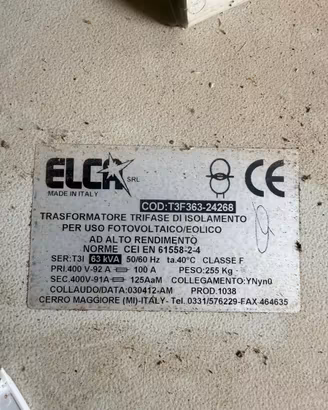 ELCA SRL
MADE IN ITALY
CE
COD:T3F363-24268
TRASFORMATORE TRIFASE DI ISOLAMENTO
PER USO FOTOVOLTAICO/EOLICO
AD ALTO RENDIMENTO
NORME CEI EN 61558-2-4
SER:T3I 63 kVA 50/60 Hz ta.40°C CLASSE F
PRI.400 V-92 A 100 A PESO:255 Kg
SEC.400V-91A 125AaM COLLEGAMENTO:YNyn0
COLLAUDO/DATA:030412-AM PROD.1038
CERRO MAGGIORE (MI)-ITALY- Tel. 0331/576229-FAX 464635